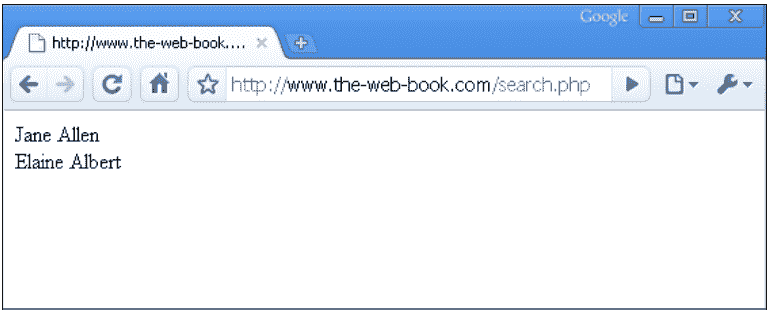 Google
http://www.the-web-book....
http://www.the-web-book.com/search.php
Jane Allen
Elaine Albert